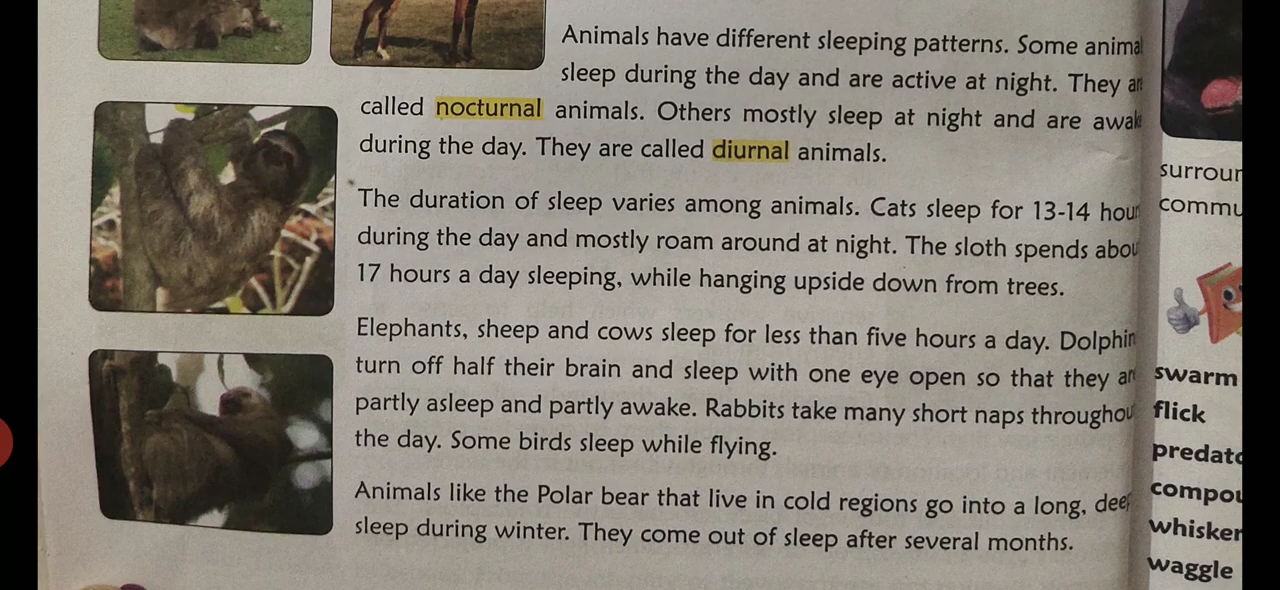 Animals have different sleeping patterns. Some anima
sleep during the day and are active at night. They ar
called nocturnal animals. Others mostly sleep at night and are awak
during the day. They are called diurnal animals.
The duration of sleep varies among animals. Cats sleep for 13-14 hour
during the day and mostly roam around at night. The sloth spends abou
17 hours a day sleeping, while hanging upside down from trees.
Elephants, sheep and cows sleep for less than five hours a day. Dolphin
turn off half their brain and sleep with one eye open so that they ar
partly asleep and partly awake. Rabbits take many short naps throughou
the day. Some birds sleep while flying.
Animals like the Polar bear that live in cold regions go into a long, deep
sleep during winter. They come out of sleep after several months.
surroun
commu
swarm
flick
predato
compou
whisker
waggle